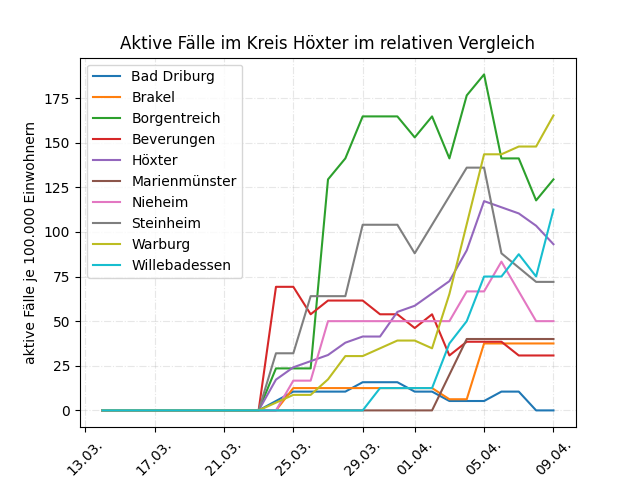 Aktive Fälle im Kreis Höxter im relativen Vergleich
aktive Fälle je 100.000 Einwohnern
175
150
125
100
75
50
25
0
Bad Driburg
Brakel
Borgentreich
Beverungen
Höxter
Marienmünster
Nieheim
Steinheim
Warburg
Willebadessen
13.03.
17.03.
21.03.
25.03.
29.03.
01.04.
05.04.
09.04.